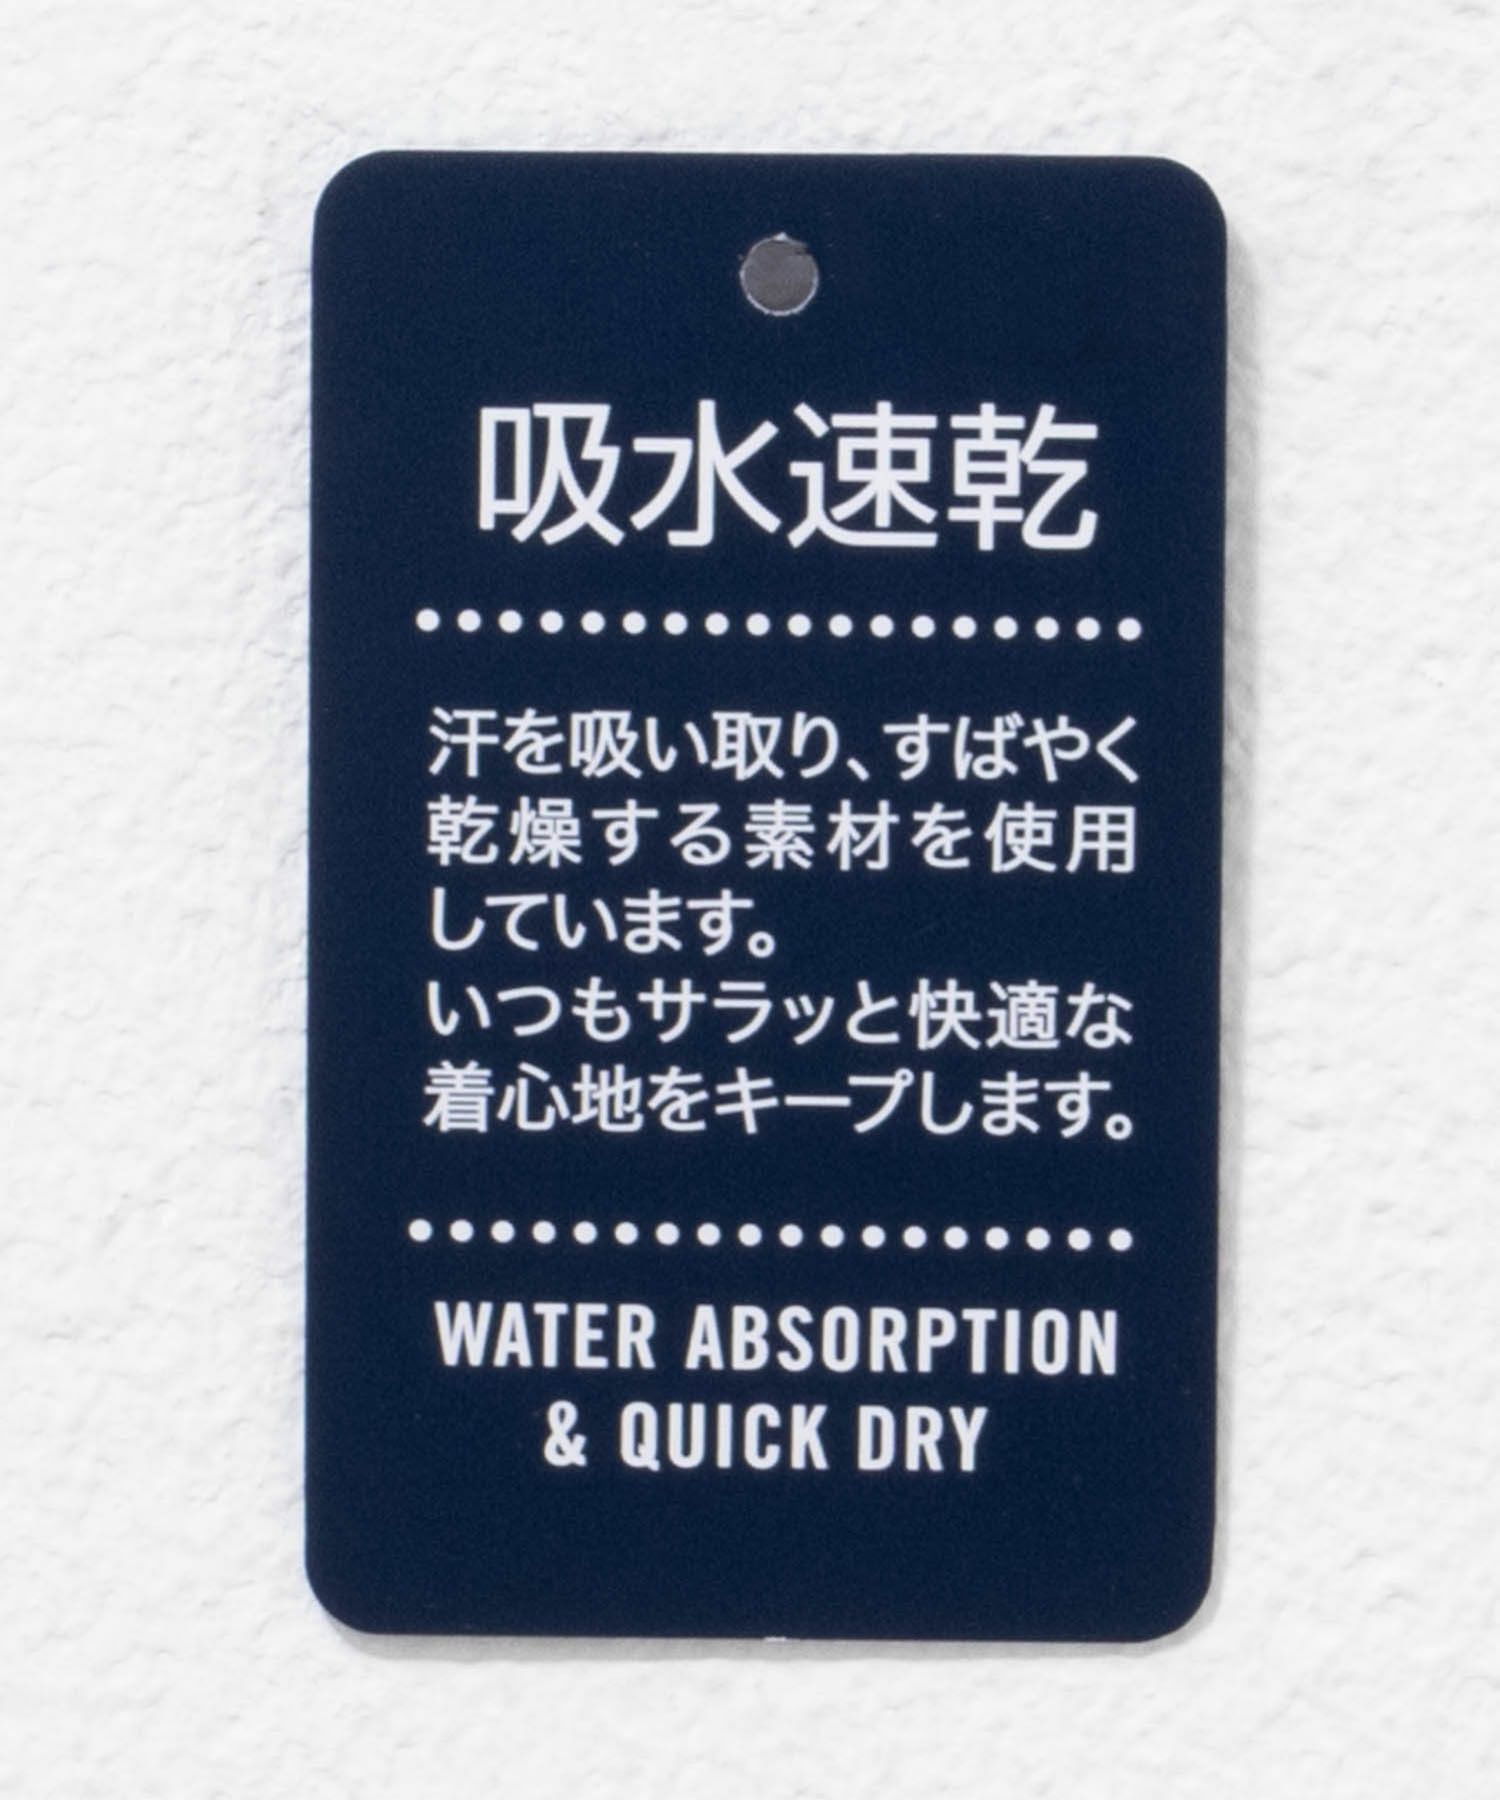 吸水速乾
汗を吸い取り、すばやく
乾燥する素材を使用
しています。
いつもサラッと快適な
着心地をキープします。
WATER ABSORPTION
& QUICK DRY